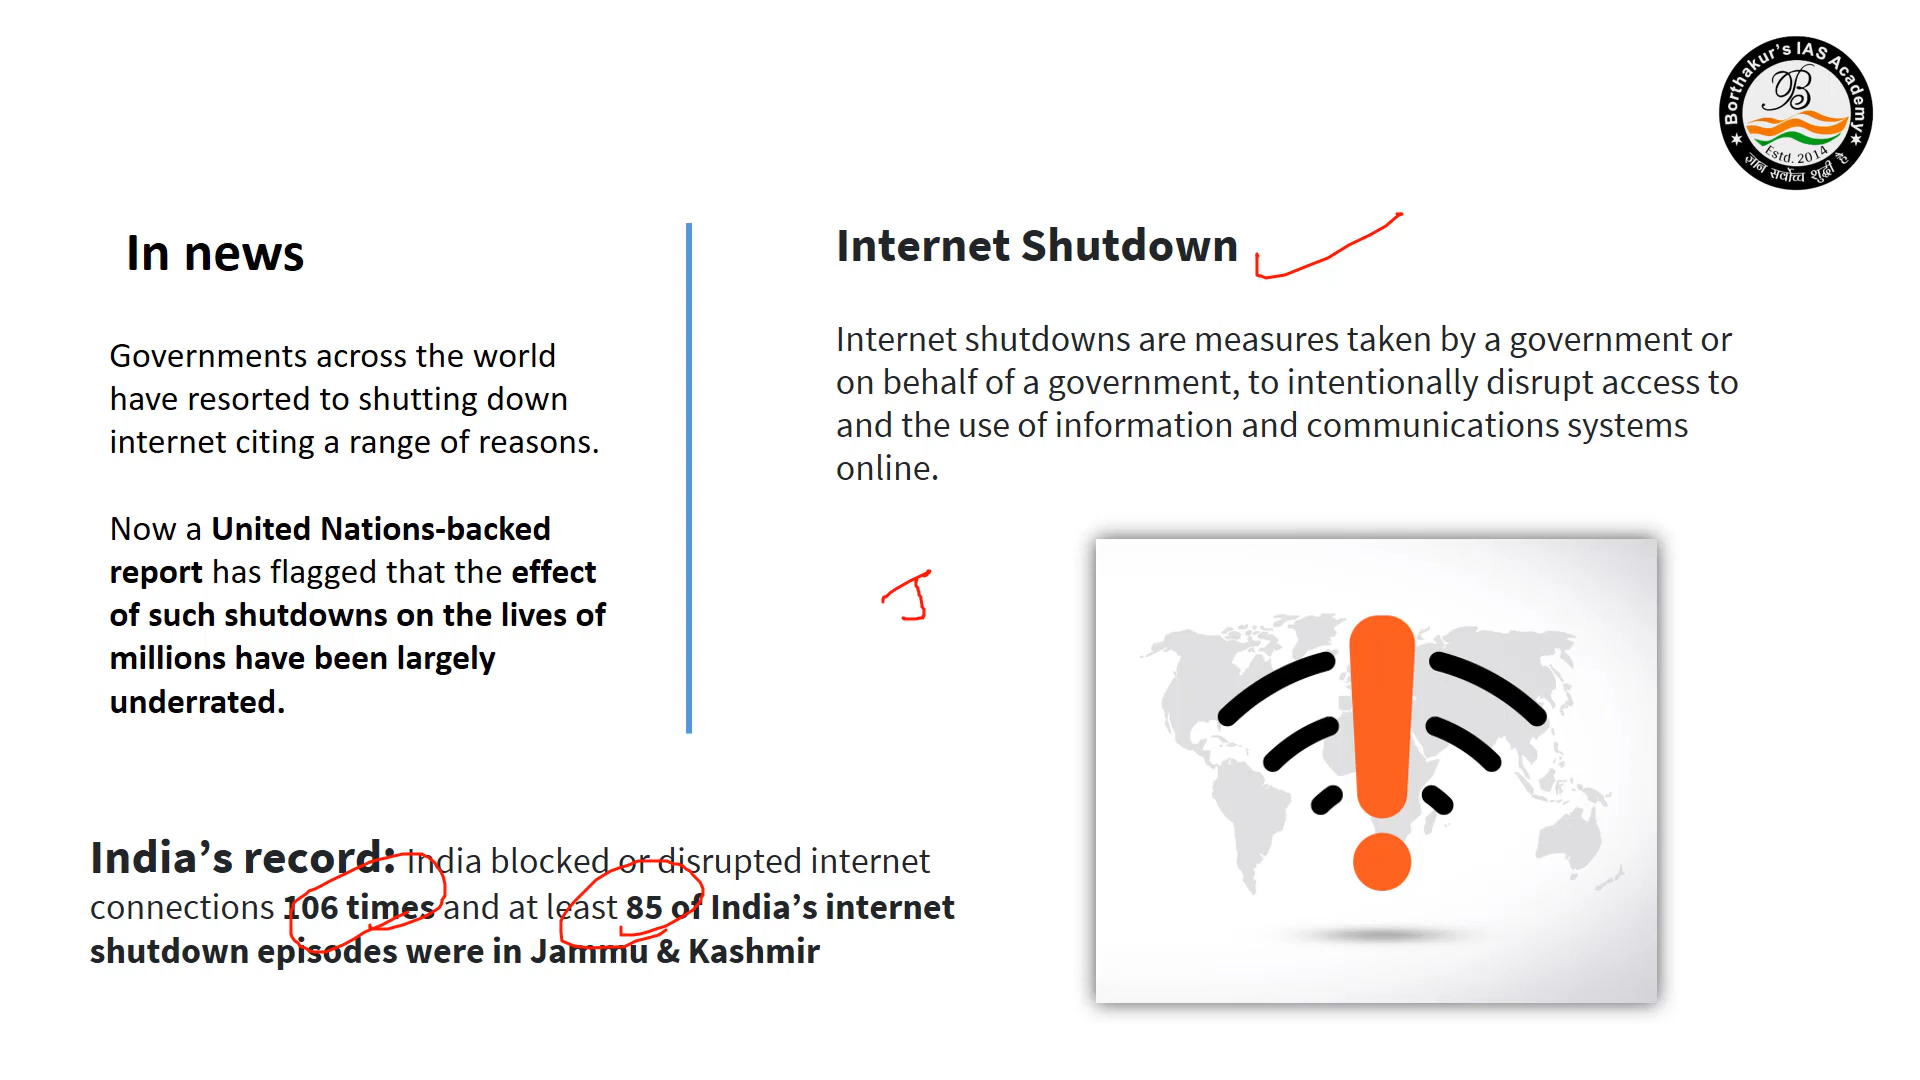 Borthakur's IAS Academy
B
Estd. 2014
ज्ञान सर्वोच्च शुद्धी है
In news
Governments across the world
have resorted to shutting down
internet citing a range of reasons.
Now a United Nations-backed
report has flagged that the effect
of such shutdowns on the lives of
millions have been largely
underrated.
Internet Shutdown
Internet shutdowns are measures taken by a government or
on behalf of a government, to intentionally disrupt access to
and the use of information and communications systems
online.
J
India's record: India blocked or disrupted internet
connections 106 times and at least 85 of India's internet
shutdown episodes were in Jammu & Kashmir